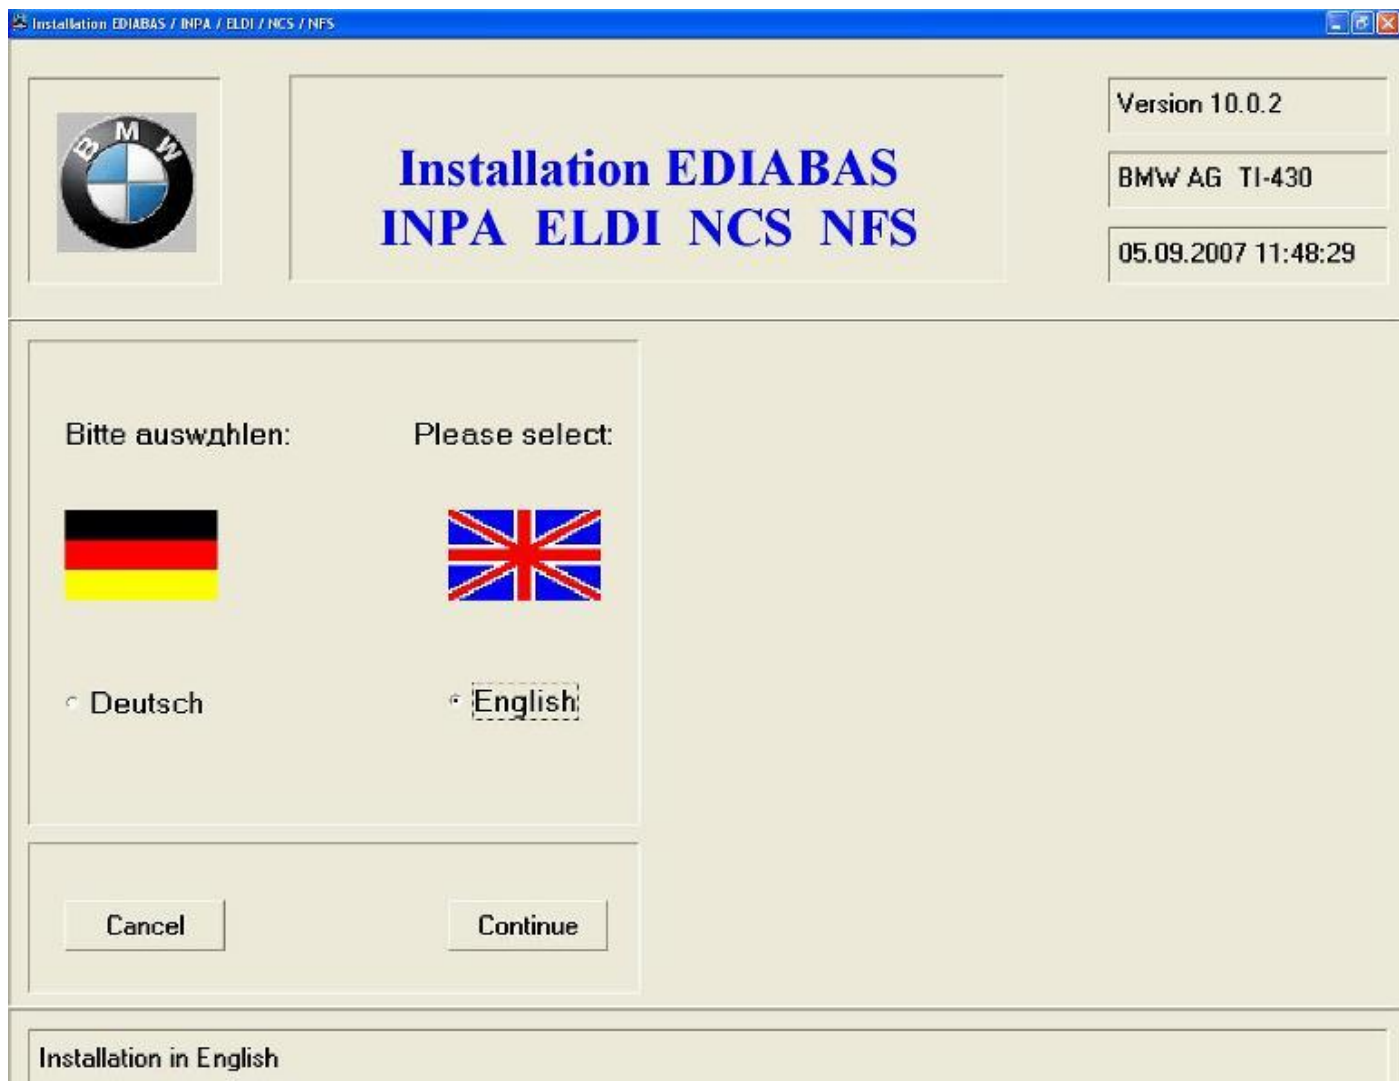 Installation EDIABAS / INPA / ELDI / NCS / NFS
BMW
Installation EDIABAS
INPA ELDI NCS NFS
Version 10.0.2
BMW AG TI-430
05.09.2007 11:48:29
Bitte auswдhlen:
Please select:
Deutsch
English
Cancel
Continue
Installation in English